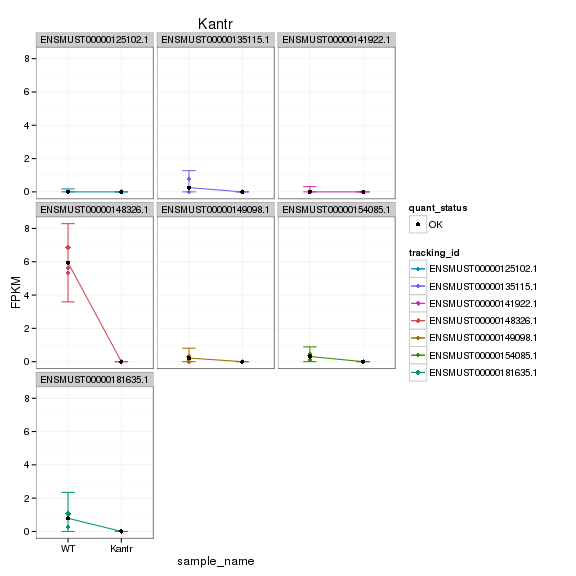 Kantr
ENSMUST00000125102.1 ENSMUST00000135115.1 ENSMUST00000141922.1
8
6
4
2
0
ENSMUST00000148326.1 ENSMUST00000149098.1 ENSMUST00000154085.1
8
6
4
2
0
ENSMUST00000181635.1
8
6
4
2
0
WT Kantr
sample_name
FPKM
quant_status
OK
tracking_id
ENSMUST00000125102.1
ENSMUST00000135115.1
ENSMUST00000141922.1
ENSMUST00000148326.1
ENSMUST00000149098.1
ENSMUST00000154085.1
ENSMUST00000181635.1